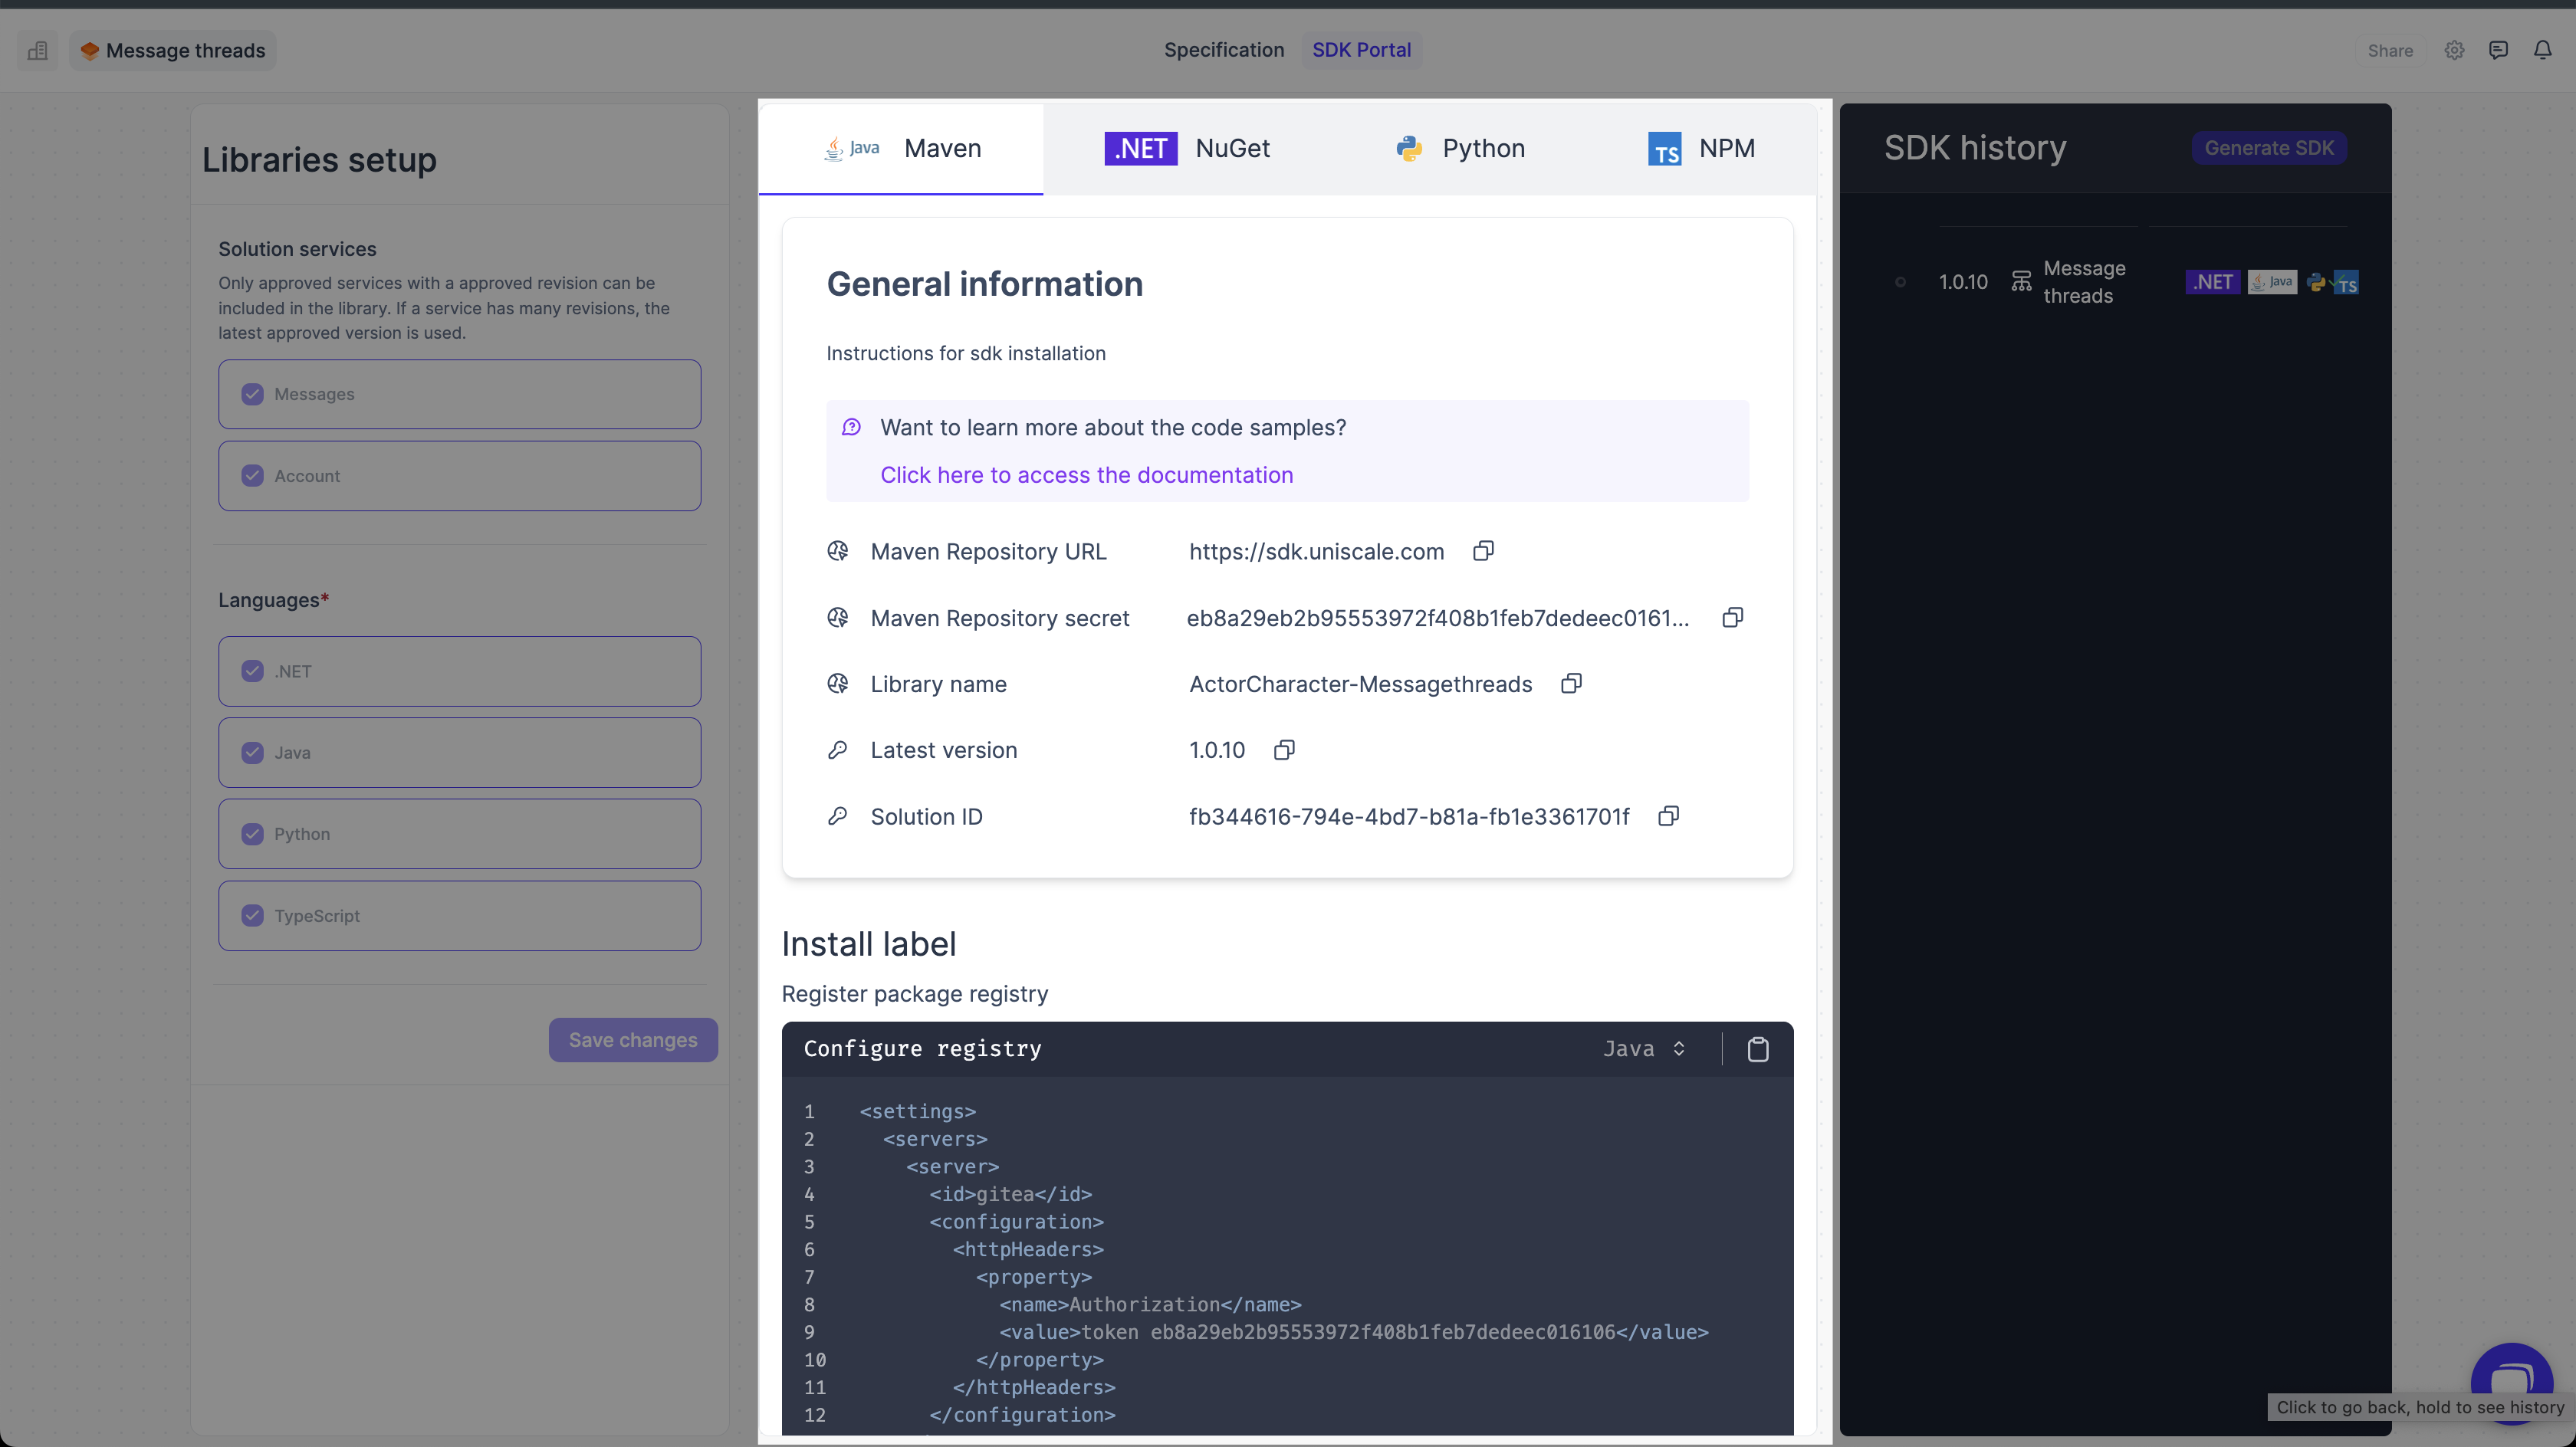 Message threads
Specification
SDK Portal
Share
Libraries setup
Solution services
Only approved services with a approved revision can be
included in the library. If a service has many revisions, the
latest approved version is used.
Messages
Account
Languages*
.NET
Java
Python
TypeScript
Save changes
Java Maven
.NET NuGet
Python
TS NPM
General information
Instructions for sdk installation
Want to learn more about the code samples?
Click here to access the documentation
Maven Repository URL https://sdk.uniscale.com
Maven Repository secret eb8a29eb2b95553972f408b1feb7dedeec0161...
Library name ActorCharacter-Messagethreads
Latest version 1.0.10
Solution ID fb344616-794e-4bd7-b81a-fb1e3361701f
Install label
Register package registry
Configure registry Java
1 <settings>
2 <servers>
3 <server>
4 <id>gitea</id>
5 <configuration>
6 <httpHeaders>
7 <property>
8 <name>Authorization</name>
9 <value>token eb8a29eb2b95553972f408b1feb7dedeec016106</value>
10 </property>
11 </httpHeaders>
12 </configuration>
SDK history
Generate SDK
1.0.10
Message
threads
.NET Java TS
Click to go back, hold to see history